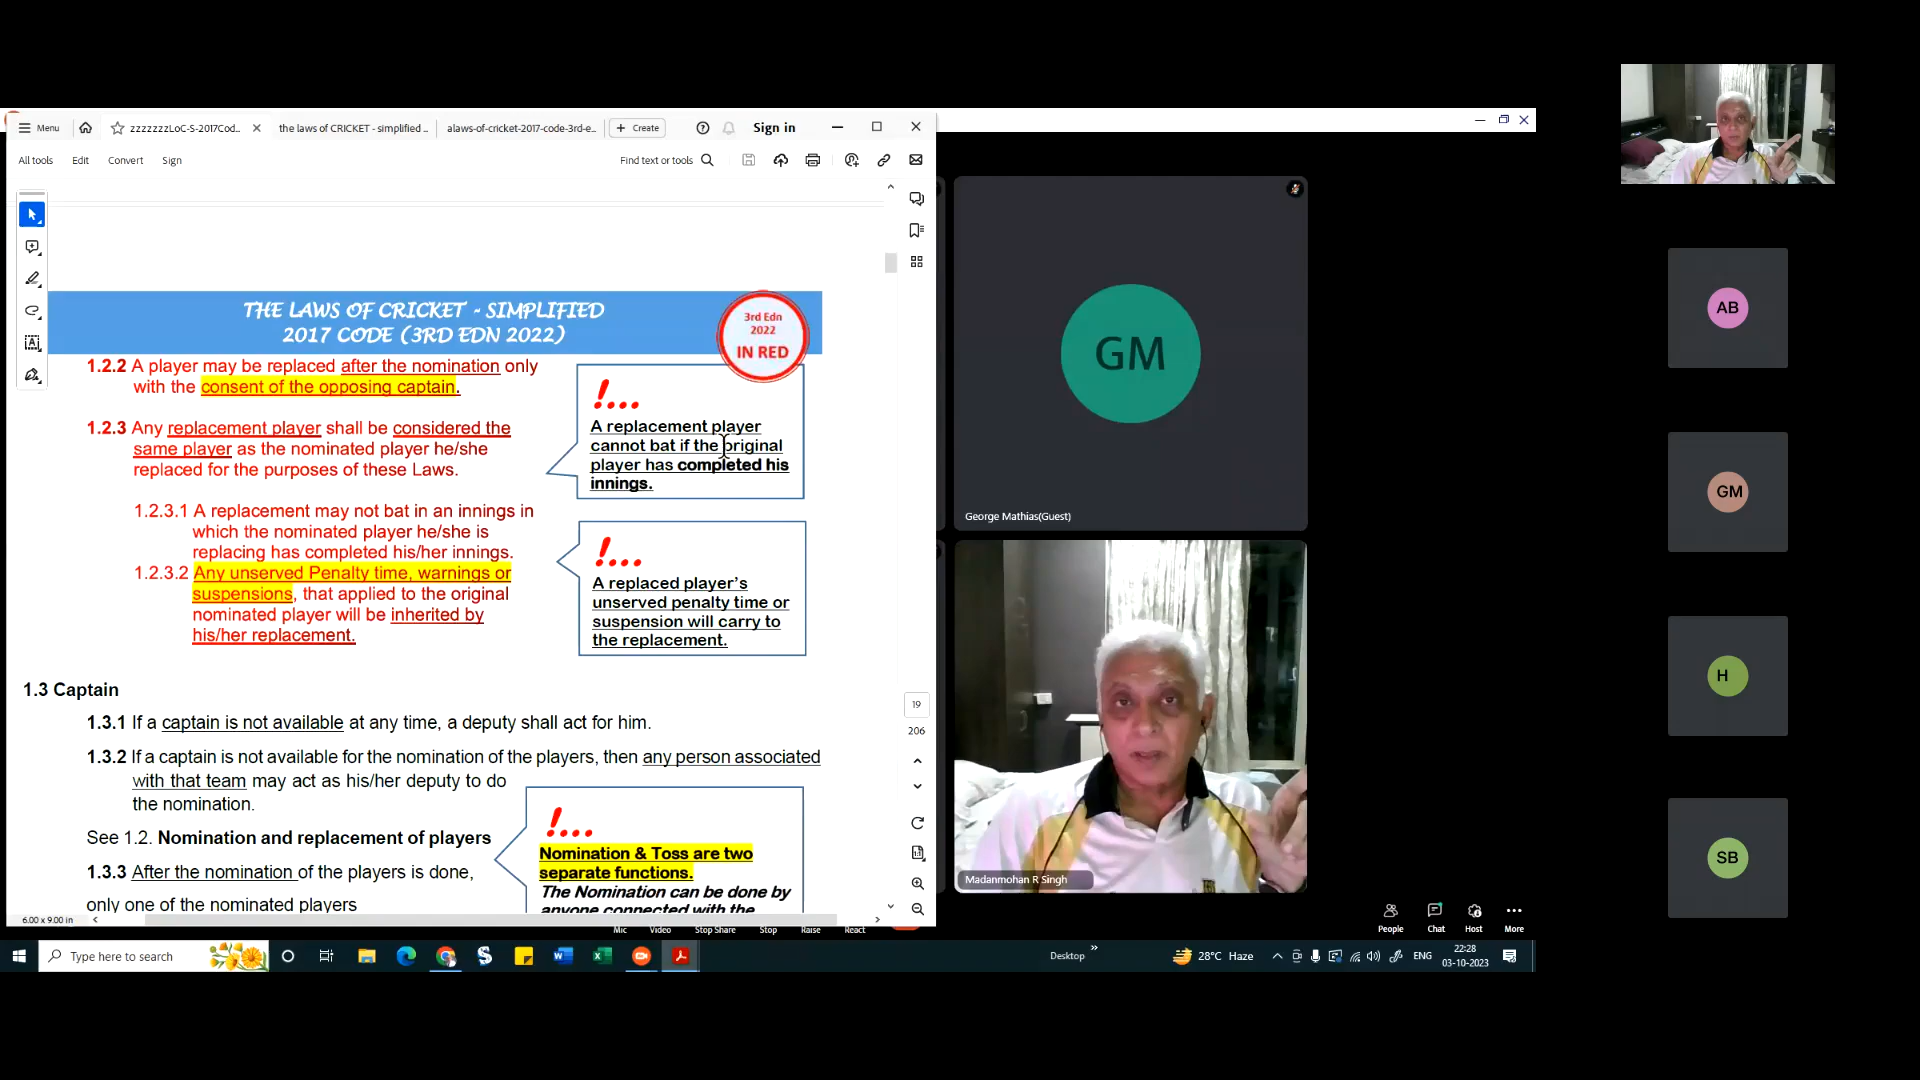 Menu
zzzzzzzLoC-S-2017Cod...
the laws of CRICKET - simplified ...
alaws-of-cricket-2017-code-3rd-e...
Create
Sign in
All tools
Edit
Convert
Sign
Find text or tools
THE LAWS OF CRICKET - SIMPLIFIED
2017 CODE (3RD EDN 2022)
3rd Edn
2022
IN RED
1.2.2 A player may be replaced after the nomination only
with the consent of the opposing captain.
1.2.3 Any replacement player shall be considered the
same player as the nominated player he/she
replaced for the purposes of these Laws.
!...
A replacement player
cannot bat if the original
player has completed his
innings.
1.2.3.1 A replacement may not bat in an innings in
which the nominated player he/she is
replacing has completed his/her innings.
1.2.3.2 Any unserved Penalty time, warnings or
suspensions, that applied to the original
nominated player will be inherited by
his/her replacement.
!...
A replaced player's
unserved penalty time or
suspension will carry to
the replacement.
1.3 Captain
1.3.1 If a captain is not available at any time, a deputy shall act for him.
1.3.2 If a captain is not available for the nomination of the players, then any person associated
with that team may act as his/her deputy to do
the nomination.
See 1.2. Nomination and replacement of players
1.3.3 After the nomination of the players is done,
only one of the nominated players
!...
Nomination & Toss are two
separate functions.
The Nomination can be done by
anyone connected with the
19
206
6.00 x 9.00 in
GM
George Mathias(Guest)
Madanmohan R Singh
AB
GM
H
SB
Mic
Video
Stop Share
Stop
Raise
React
People
Chat
Host
More
Type here to search
Desktop
28°C Haze
ENG
22:28
03-10-2023